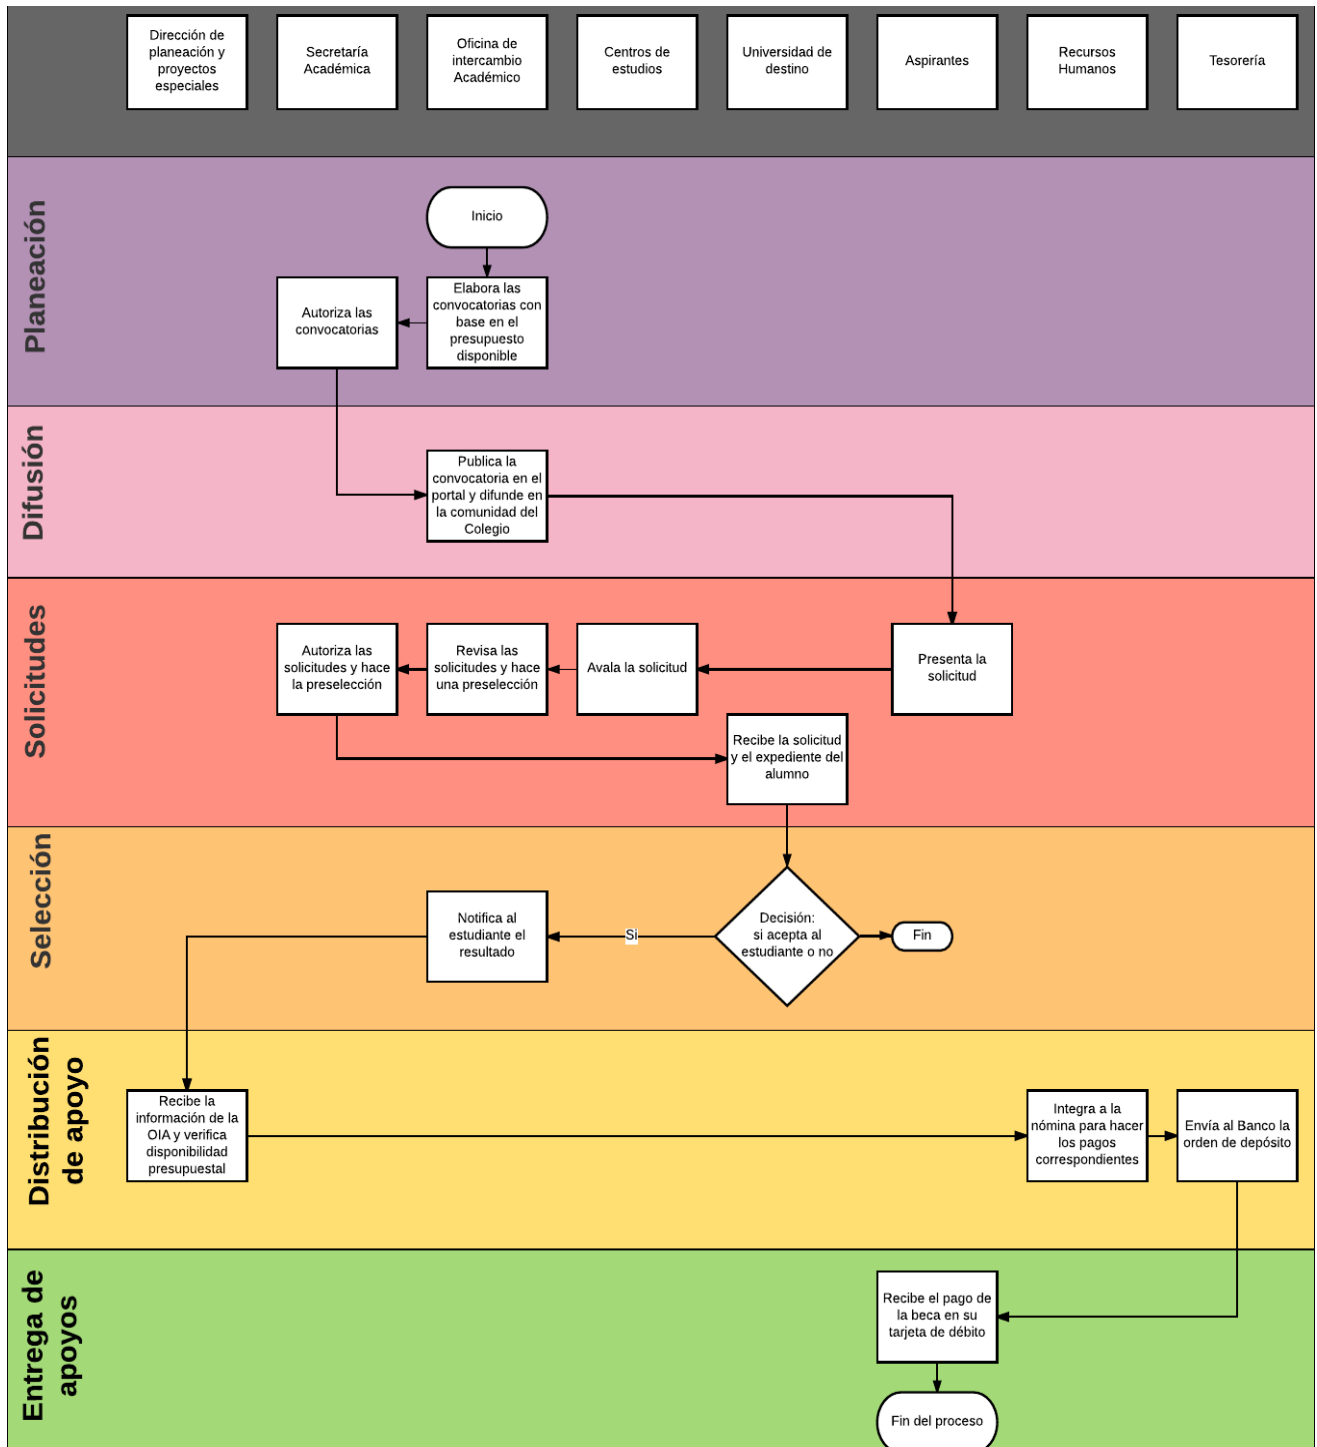 Dirección de
planeación y
proyectos
especiales
Secretaría
Académica
Oficina de
intercambio
Académico
Centros de
estudios
Universidad de
destino
Aspirantes
Recursos
Humanos
Tesorería
Planeación
Inicio
Autoriza las
convocatorias
Elabora las
convocatorias con
base en el
presupuesto
disponible
Difusión
Publica la
convocatoria en el
portal y difunde en
la comunidad del
Colegio
Solicitudes
Autoriza las
solicitudes y hace
la preselección
Revisa las
solicitudes y hace
una preselección
Avala la solicitud
Presenta la
solicitud
Recibe la solicitud
y el expediente del
alumno
Selección
Notifica al
estudiante el
resultado
Si
Decisión:
si acepta al
estudiante o no
Fin
Distribución
de apoyo
Recibe la
información de la
OIA y verifica
disponibilidad
presupuestal
Integra a la
nómina para hacer
los pagos
correspondientes
Envía al Banco la
orden de depósito
Entrega de
apoyos
Recibe el pago de
la beca en su
tarjeta de débito
Fin del proceso